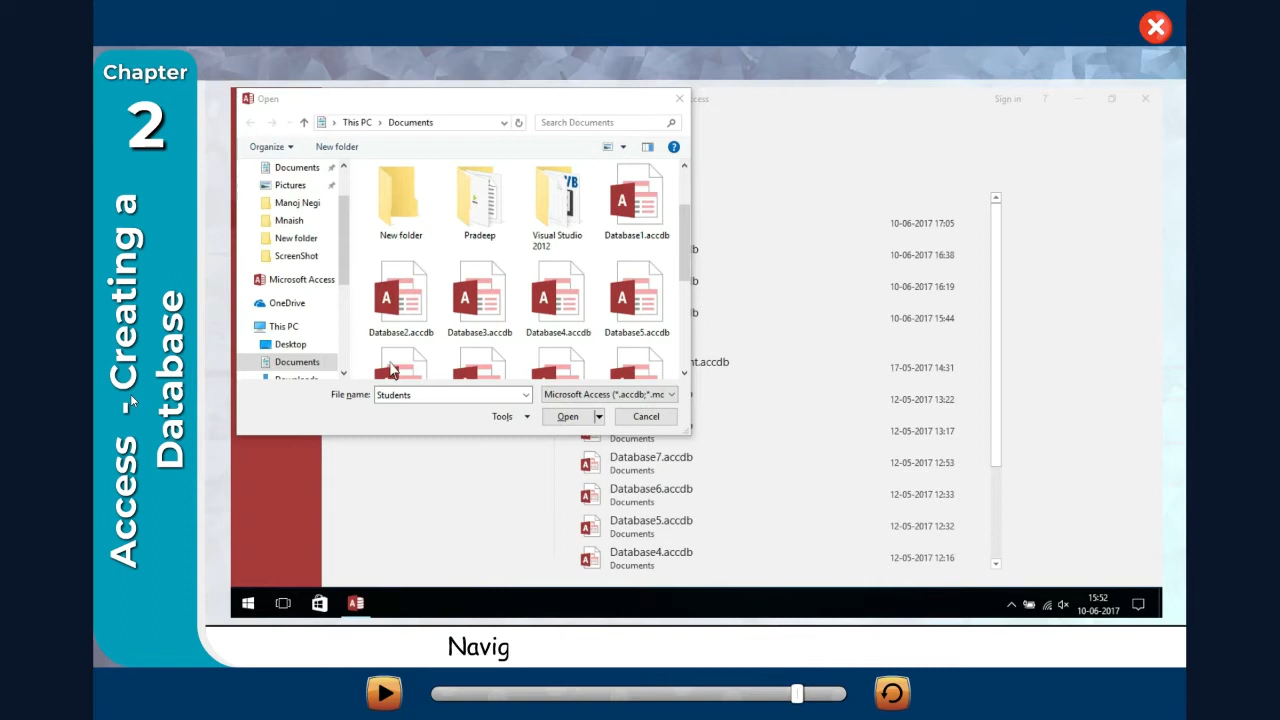 Chapter
2
Access - Creating a
Database
Open
Access
Sign in
?
This PC
Documents
Search Documents
Organize
New folder
?
Documents
Pictures
Manoj Negi
Mnaish
New folder
ScreenShot
Microsoft Access
OneDrive
This PC
Desktop
Documents
New folder
Pradeep
VB
Visual Studio
2012
A
Database1.accdb
A
Database2.accdb
A
Database3.accdb
A
Database4.accdb
A
Database5.accdb
File name:
Students
Microsoft Access (*.accdb;*.mc
Tools
Open
Cancel
10-06-2017 17:05
10-06-2017 16:38
10-06-2017 16:19
10-06-2017 15:44
nt.accdb
17-05-2017 14:31
12-05-2017 13:22
12-05-2017 13:17
Documents
Database7.accdb
Documents
12-05-2017 12:53
Database6.accdb
Documents
12-05-2017 12:33
Database5.accdb
Documents
12-05-2017 12:32
Database4.accdb
Documents
12-05-2017 12:16
15:52
10-06-2017
Navig